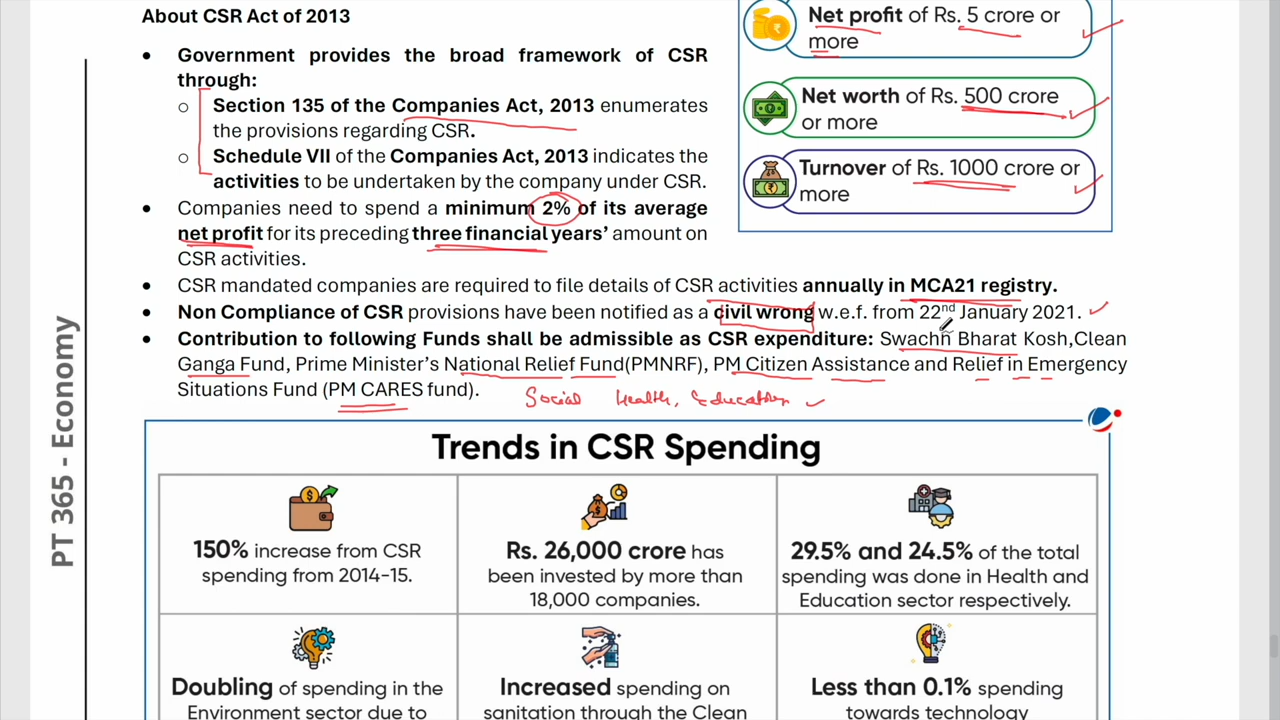 About CSR Act of 2013
• Government provides the broad framework of CSR
through:
○ Section 135 of the Companies Act, 2013 enumerates
the provisions regarding CSR.
○ Schedule VII of the Companies Act, 2013 indicates the
activities to be undertaken by the company under CSR.
• Companies need to spend a minimum 2% of its average
net profit for its preceding three financial years’ amount on
CSR activities.
Net profit of Rs. 5 crore or
more
Net worth of Rs. 500 crore
or more
Turnover of Rs. 1000 crore or
more
• CSR mandated companies are required to file details of CSR activities annually in MCA21 registry.
• Non Compliance of CSR provisions have been notified as a civil wrong w.e.f. from 22nd January 2021.
• Contribution to following Funds shall be admissible as CSR expenditure: Swachh Bharat Kosh,Clean
Ganga Fund, Prime Minister’s National Relief Fund(PMNRF), PM Citizen Assistance and Relief in Emergency
Situations Fund (PM CARES fund).
Social Health, Education
PT 365 - Economy
Trends in CSR Spending
150% increase from CSR
spending from 2014-15.
Rs. 26,000 crore has
been invested by more than
18,000 companies.
29.5% and 24.5% of the total
spending was done in Health and
Education sector respectively.
Doubling of spending in the
Environment sector due to
Increased spending on
sanitation through the Clean
Less than 0.1% spending
towards technology